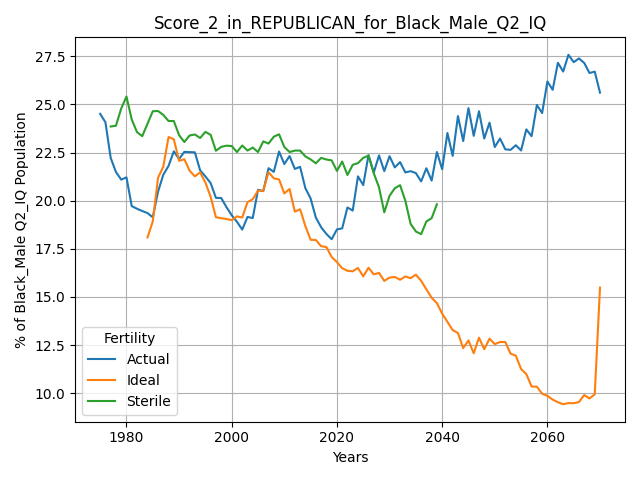 Score_2_in_REPUBLICAN_for_Black_Male_Q2_IQ
% of Black_Male Q2_IQ Population
27.5
25.0
22.5
20.0
17.5
15.0
12.5
10.0
Fertility
Actual
Ideal
Sterile
1980
2000
2020
2040
2060
Years